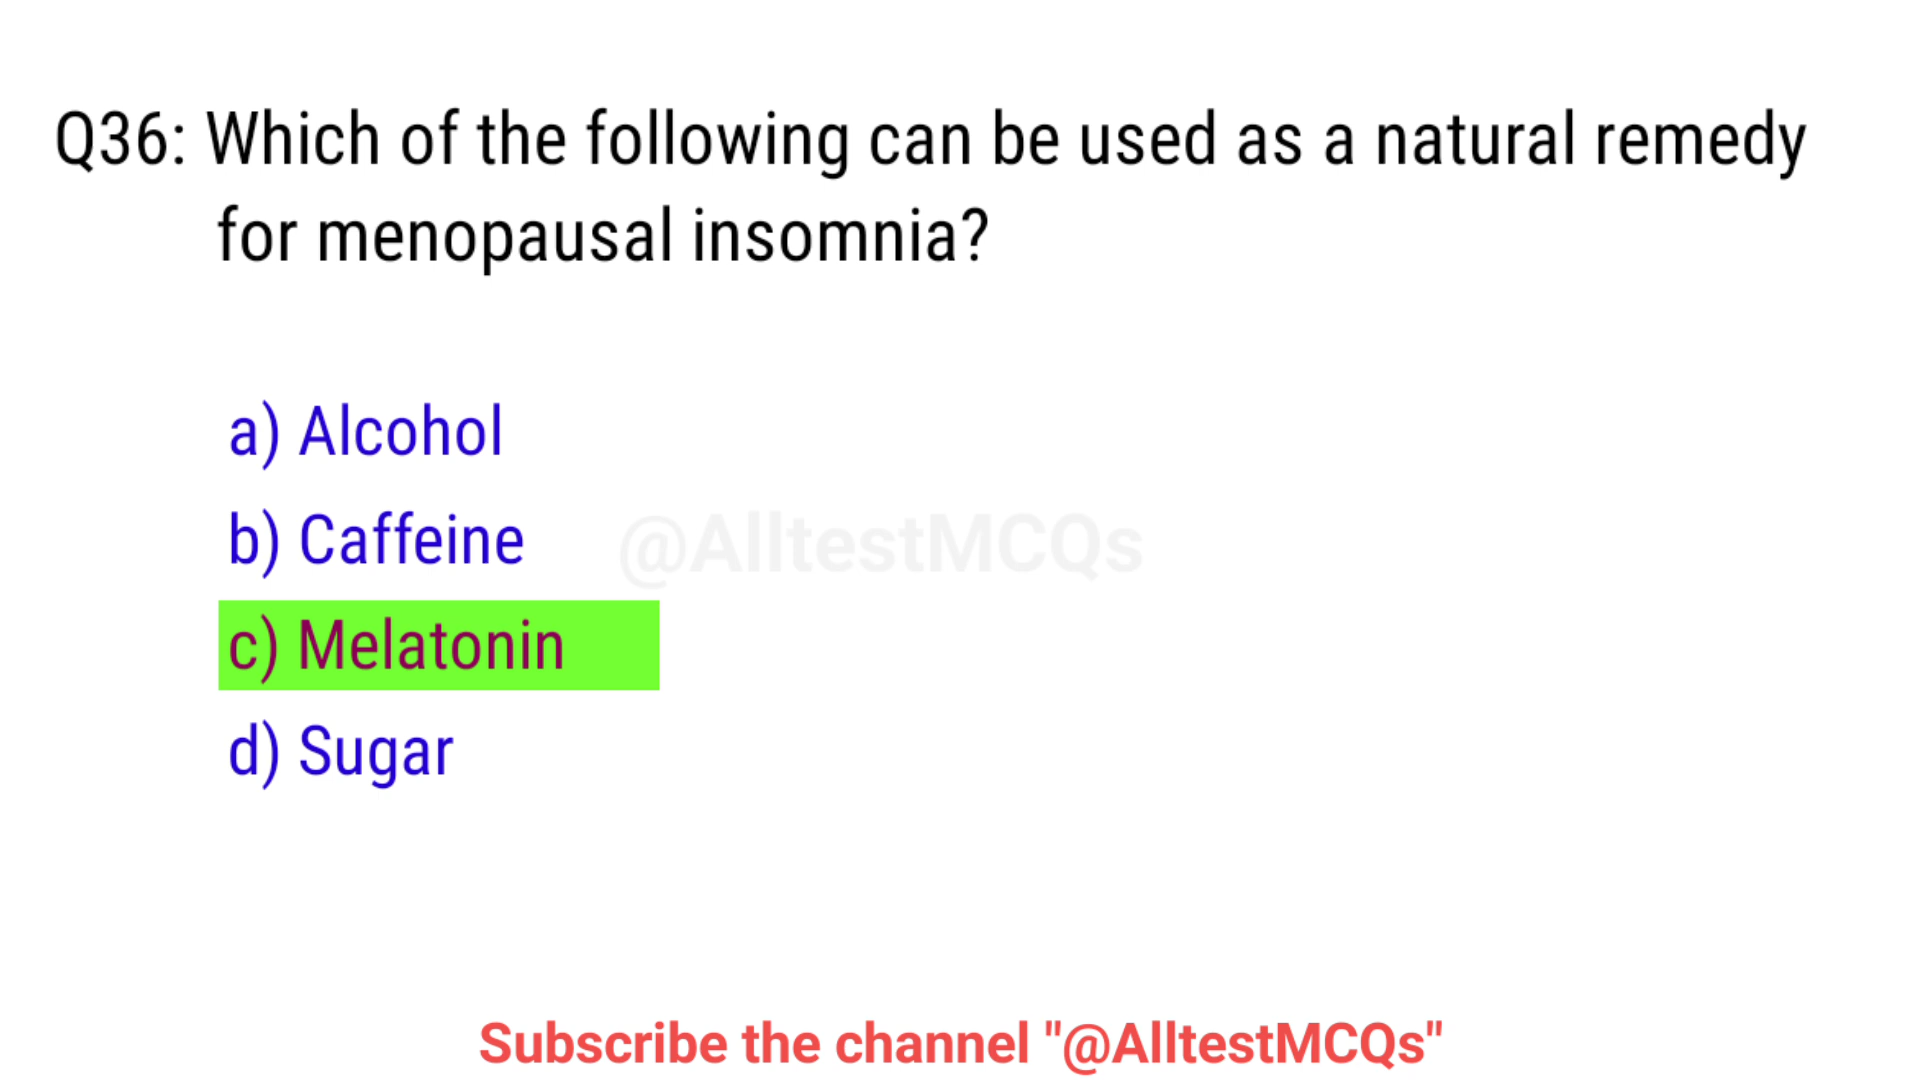 Q36: Which of the following can be used as a natural remedy
for menopausal insomnia?
a) Alcohol
b) Caffeine
@AlltestMCQs
c) Melatonin
d) Sugar
Subscribe the channel "@AlltestMCQs"